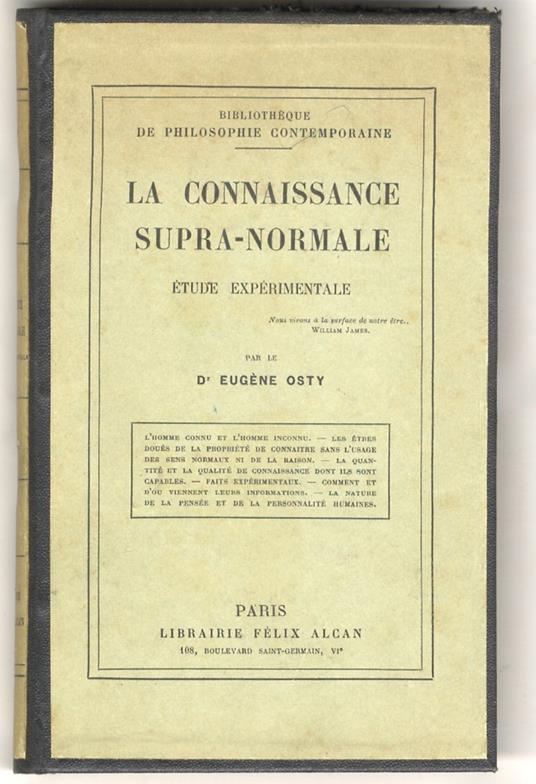 BIBLIOTHÈQUE
DE PHILOSOPHIE CONTEMPORAINE
LA CONNAISSANCE
SUPRA-NORMALE
ÉTUDE EXPÉRIMENTALE
Nous vivons à la surface de notre être..
WILLIAM JAMES.
PAR LE
Dr EUGÈNE OSTY
L'HOMME CONNU ET L'HOMME INCONNU. — LES ÊTRES
DOUÉS DE LA PROPRIÉTÉ DE CONNAITRE SANS L'USAGE
DES SENS NORMAUX NI DE LA RAISON. — LA QUAN-
TITÉ ET LA QUALITÉ DE CONNAISSANCE DONT ILS SONT
CAPABLES. — FAITS EXPÉRIMENTAUX. — COMMENT ET
D'OU VIENNENT LEURS INFORMATIONS. — LA NATURE
DE LA PENSÉE ET DE LA PERSONNALITÉ HUMAINES.
PARIS
LIBRAIRIE FÉLIX ALCAN
108, BOULEVARD SAINT-GERMAIN, VIe